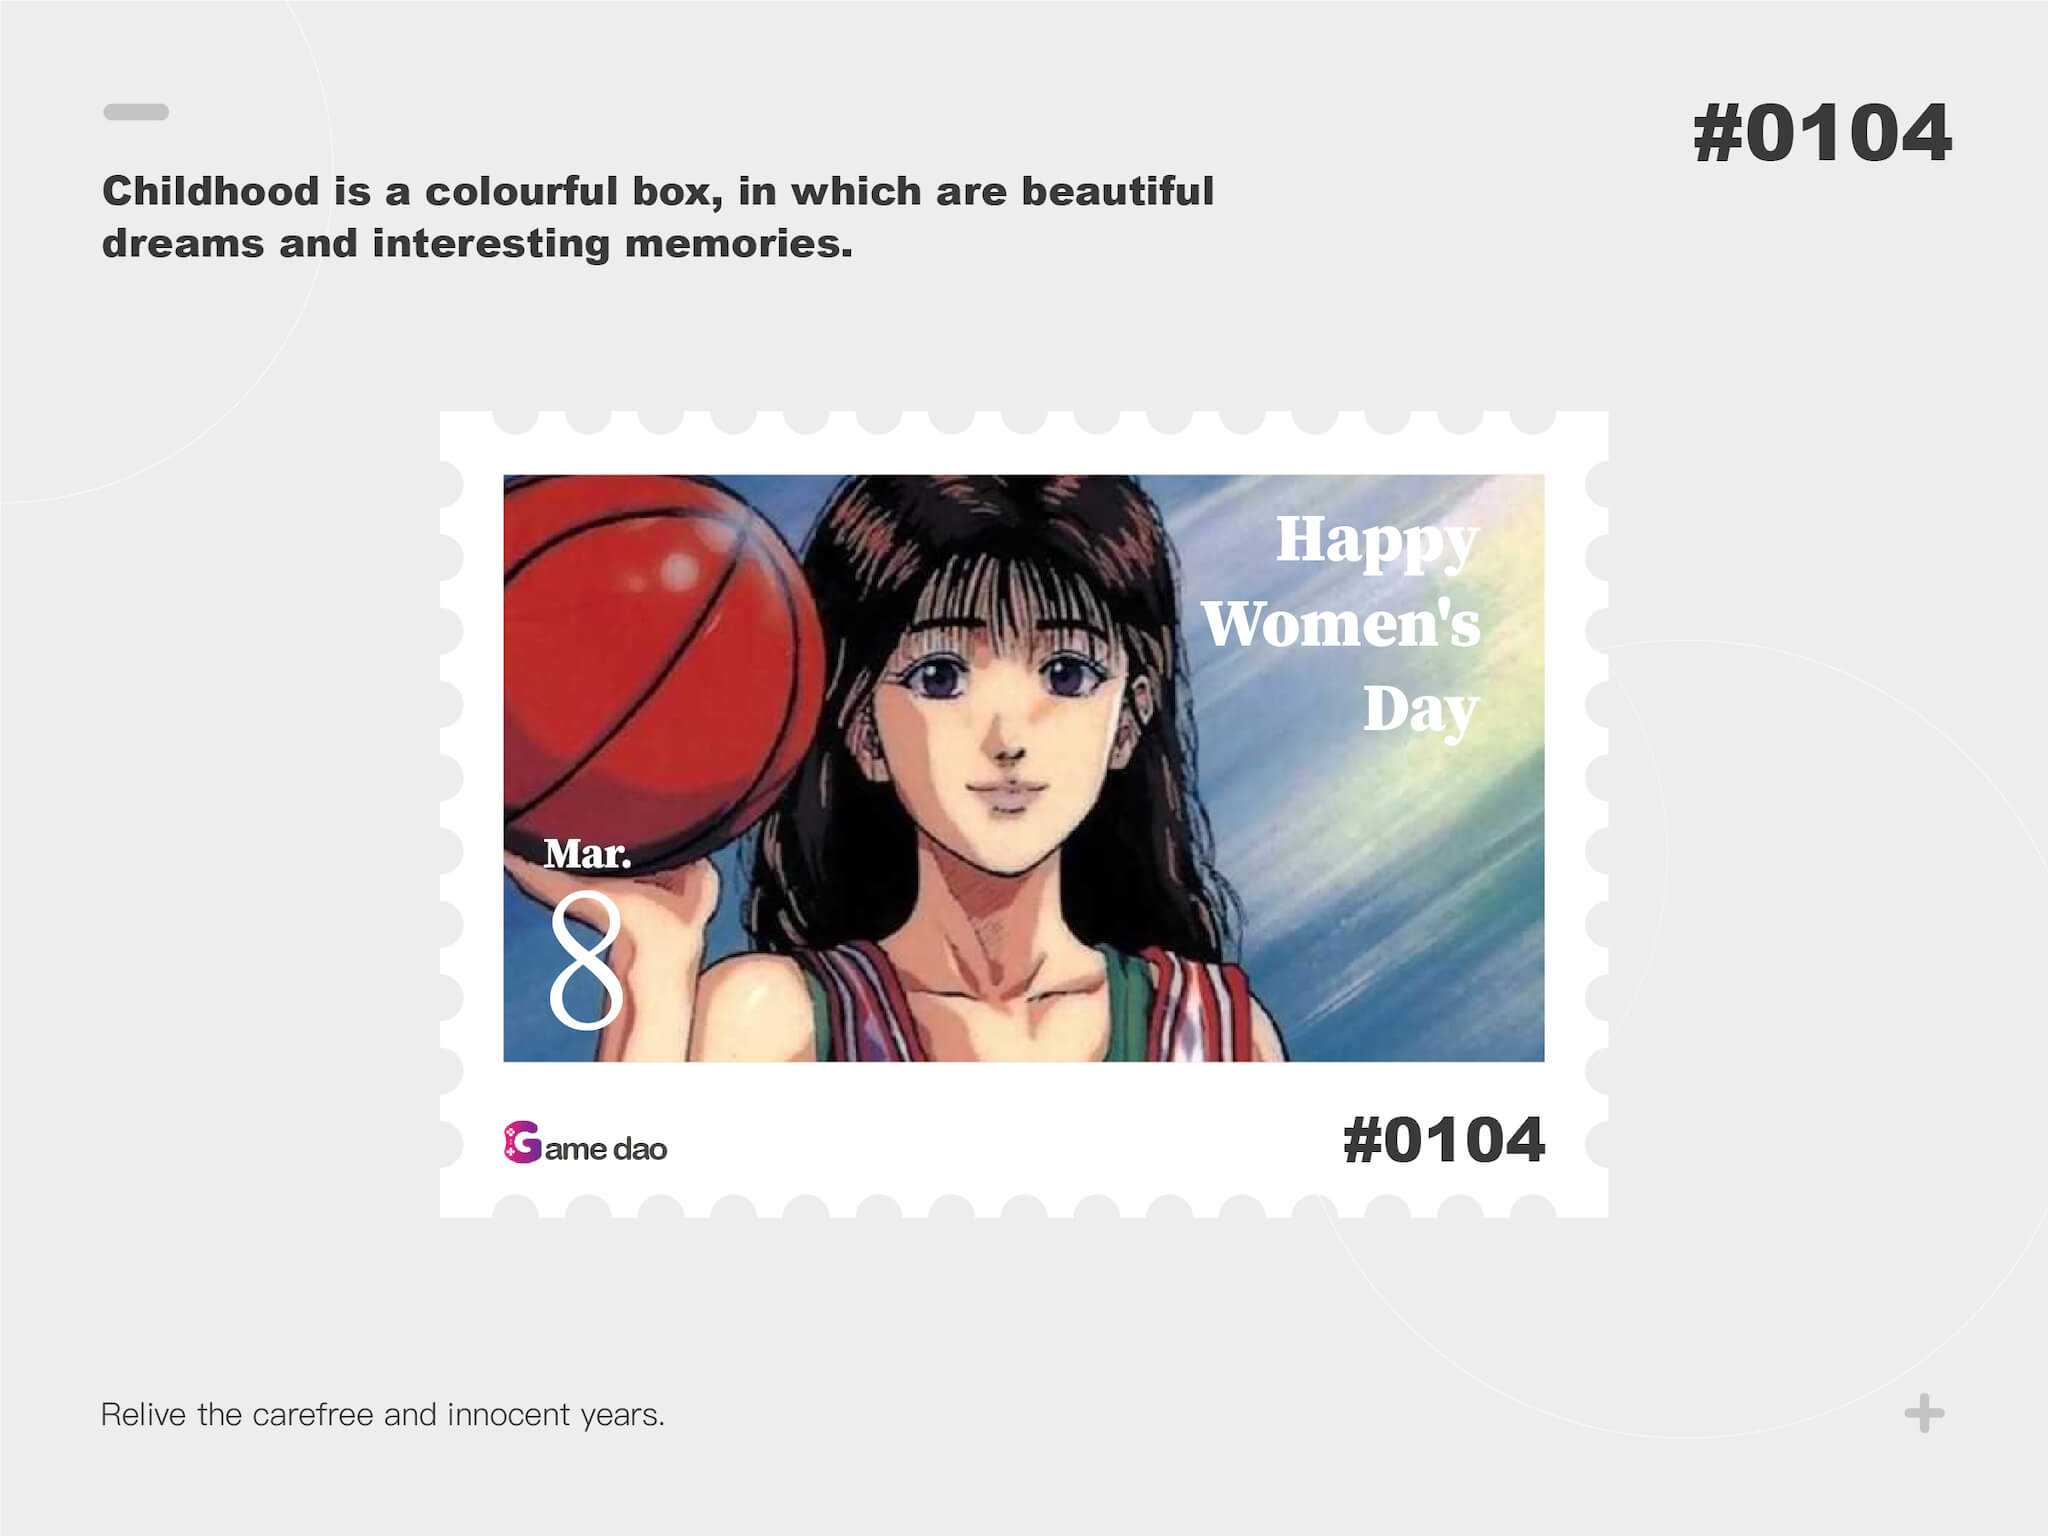 #0104
Childhood is a colourful box, in which are beautiful
dreams and interesting memories.
Happy
Women's
Day
Mar.
8
Game dao
#0104
Relive the carefree and innocent years.